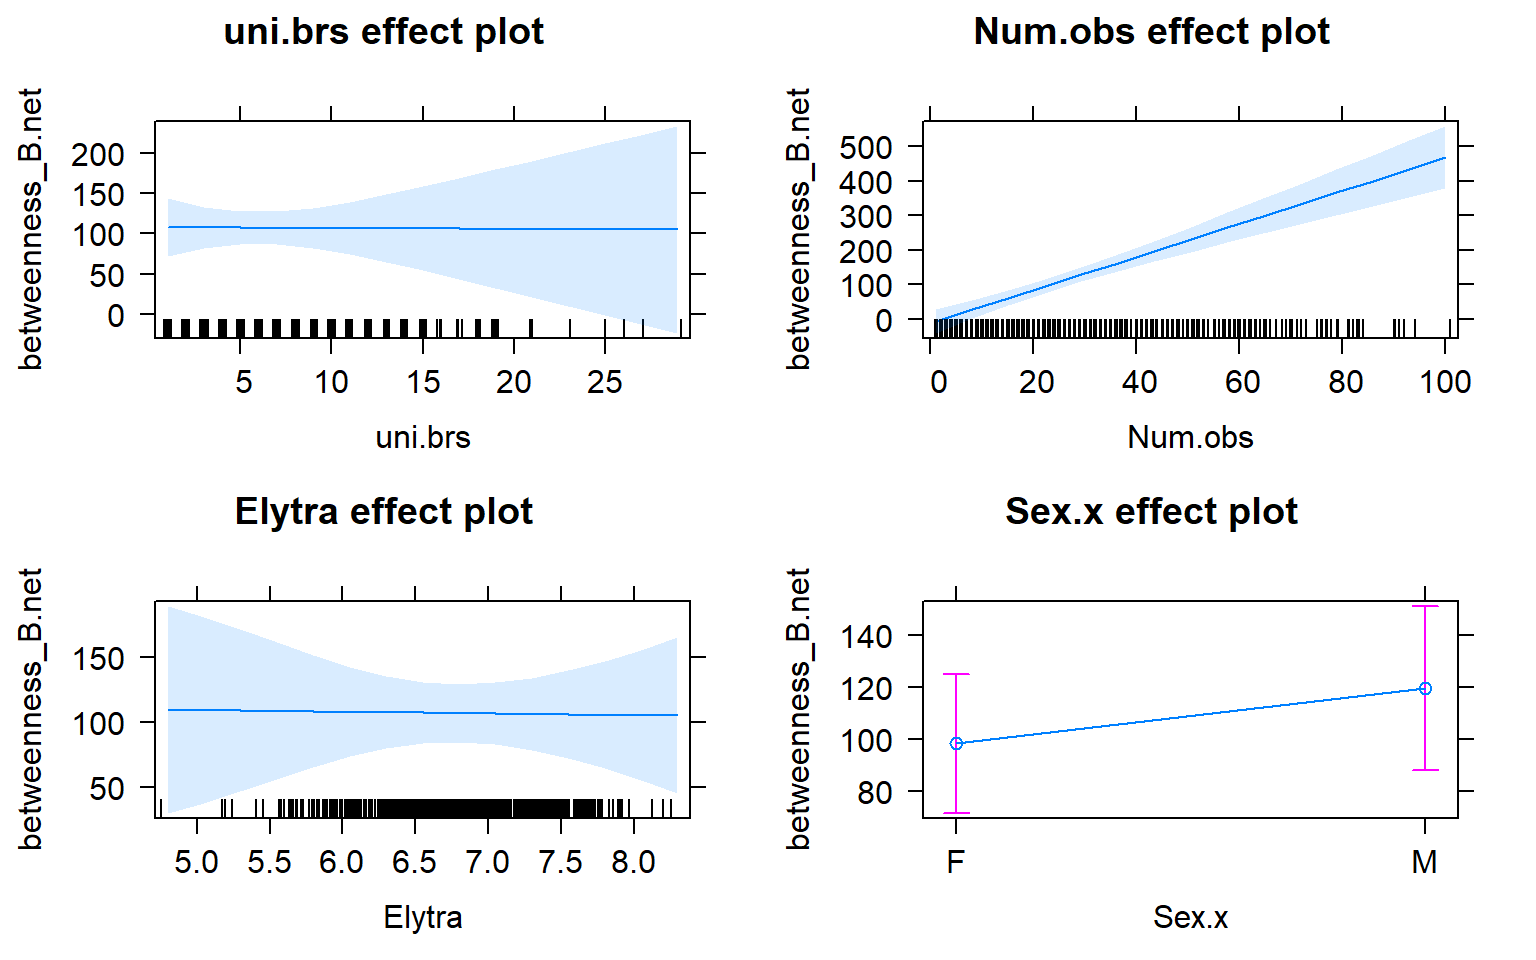 uni.brs effect plot
betweenness_B.net
200
150
100
50
0
5 10 15 20 25
uni.brs
Num.obs effect plot
betweenness_B.net
500
400
300
200
100
0
0 20 40 60 80 100
Num.obs
Elytra effect plot
betweenness_B.net
150
100
50
5.0 5.5 6.0 6.5 7.0 7.5 8.0
Elytra
Sex.x effect plot
betweenness_B.net
140
120
100
80
F M
Sex.x